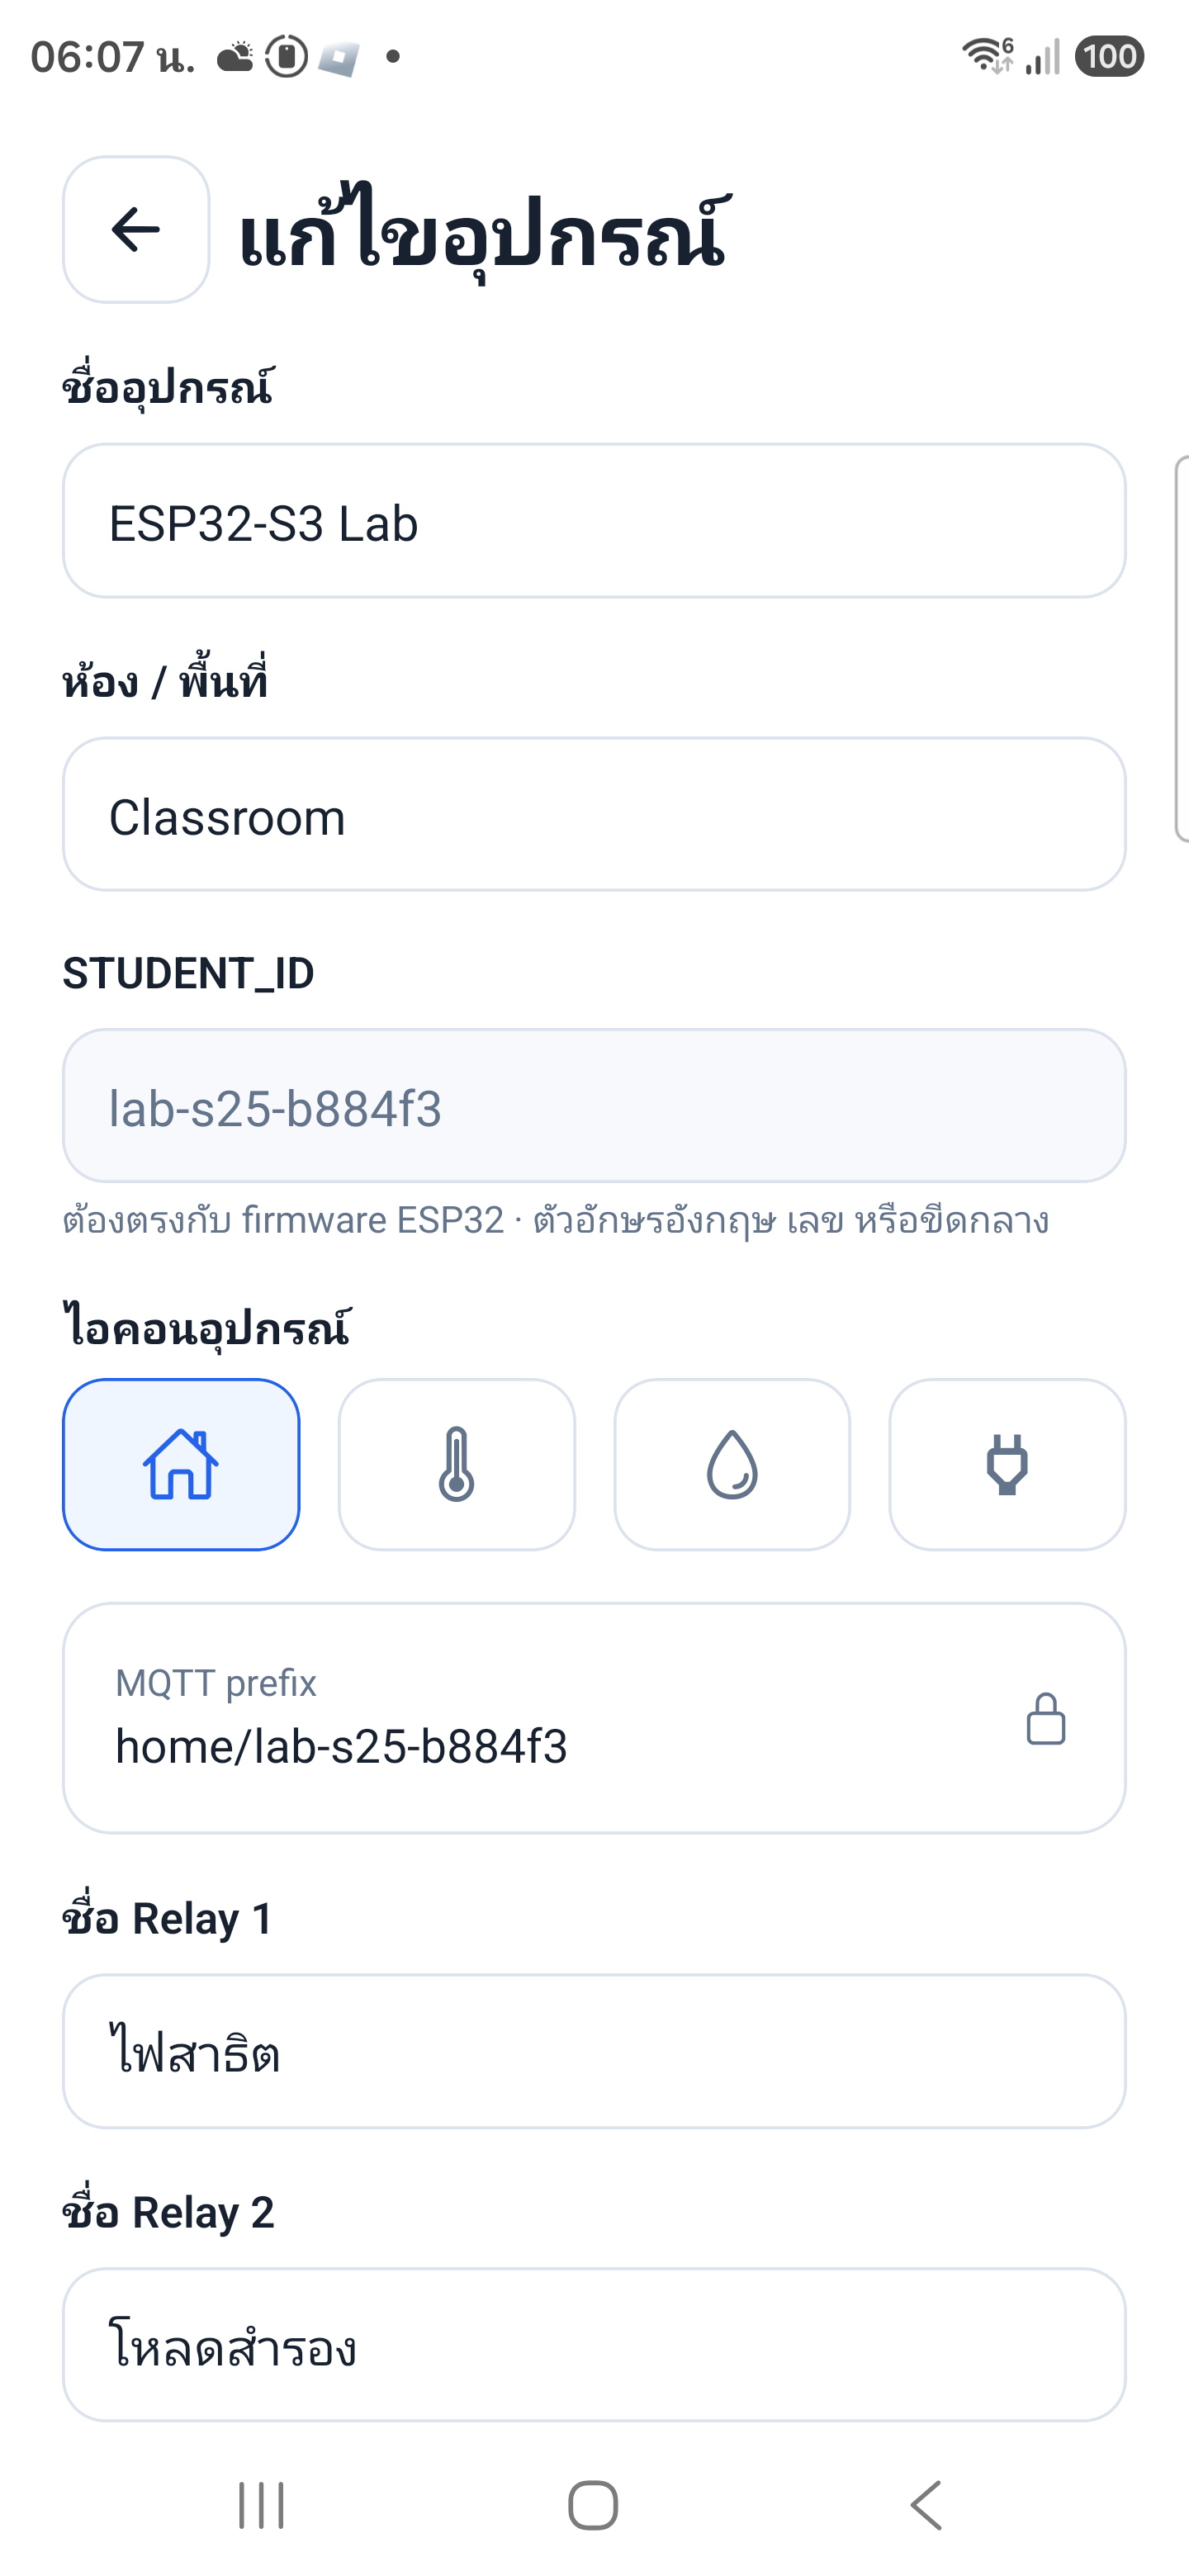 06:07 น.
6
100
แก้ไขอุปกรณ์
ชื่ออุปกรณ์
ESP32-S3 Lab
ห้อง / พื้นที่
Classroom
STUDENT_ID
lab-s25-b884f3
ต้องตรงกับ firmware ESP32 · ตัวอักษรอังกฤษ เลข หรือขีดกลาง
ไอคอนอุปกรณ์
MQTT prefix
home/lab-s25-b884f3
ชื่อ Relay 1
ไฟสาธิต
ชื่อ Relay 2
โหลดสำรอง